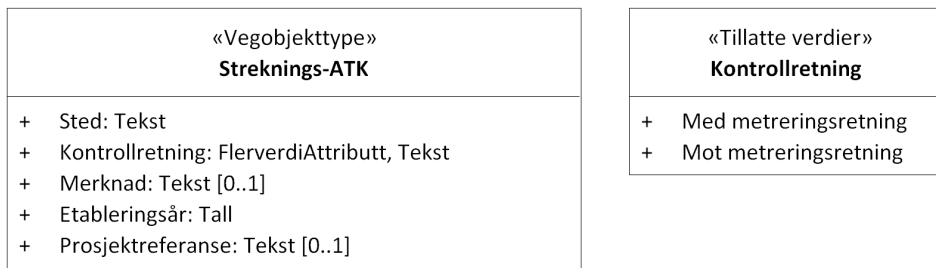 «Vegobjekttype»
Streknings-ATK
+ Sted: Tekst
+ Kontrollretning: FlerverdiAttributt, Tekst
+ Merknad: Tekst [0..1]
+ Etableringsår: Tall
+ Prosjektreferanse: Tekst [0..1]
«Tillatte verdier»
Kontrollretning
+ Med metreringsretning
+ Mot metreringsretning